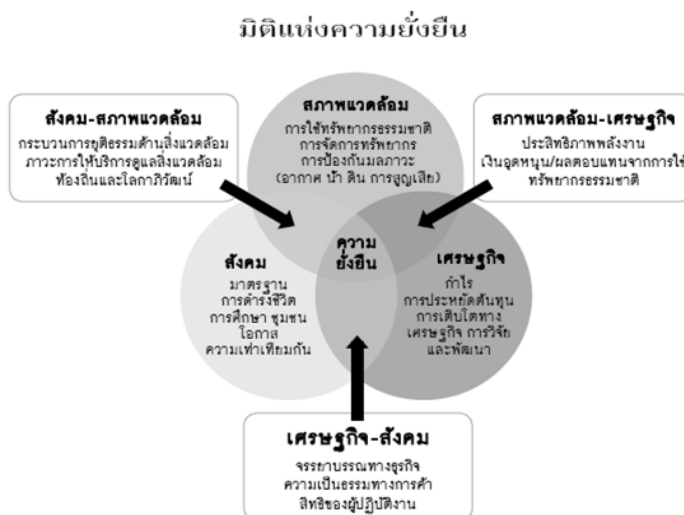 มิติแห่งความยั่งยืน
สังคม-สภาพแวดล้อม
กระบวนการยุติธรรมด้านสิ่งแวดล้อม
ภาวะการให้บริการดูแลสิ่งแวดล้อม
ท้องถิ่นและโลกาภิวัฒน์
สภาพแวดล้อม
การใช้ทรัพยากรธรรมชาติ
การจัดการทรัพยากร
การป้องกันมลภาวะ
(อากาศ น้ำ ดิน การสูญเสีย)
สภาพแวดล้อม-เศรษฐกิจ
ประสิทธิภาพพลังงาน
เงินอุดหนุน/ผลตอบแทนจากการใช้
ทรัพยากรธรรมชาติ
ความ
ยั่งยืน
สังคม
มาตรฐาน
การดำรงชีวิต
การศึกษา ชุมชน
โอกาส
ความเท่าเทียมกัน
เศรษฐกิจ
กำไร
การประหยัดต้นทุน
การเติบโตทาง
เศรษฐกิจ การวิจัย
และพัฒนา
เศรษฐกิจ-สังคม
จรรยาบรรณทางธุรกิจ
ความเป็นธรรมทางการค้า
สิทธิของผู้ปฏิบัติงาน